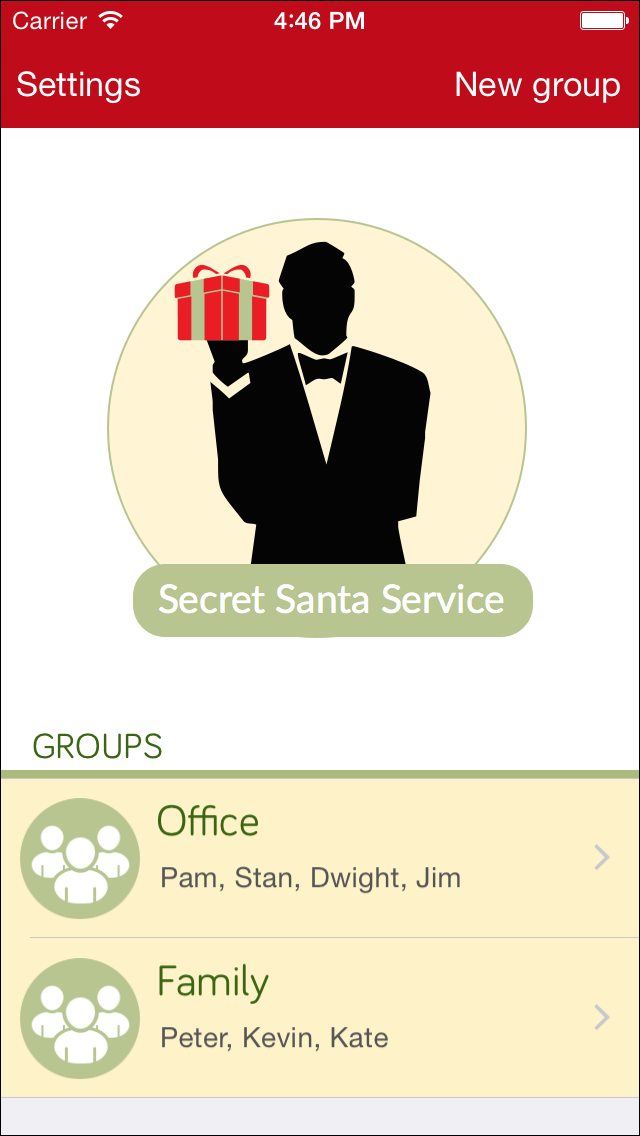 Carrier 4:46 PM
Settings New group
Secret Santa Service
GROUPS
Office
Pam, Stan, Dwight, Jim
Family
Peter, Kevin, Kate